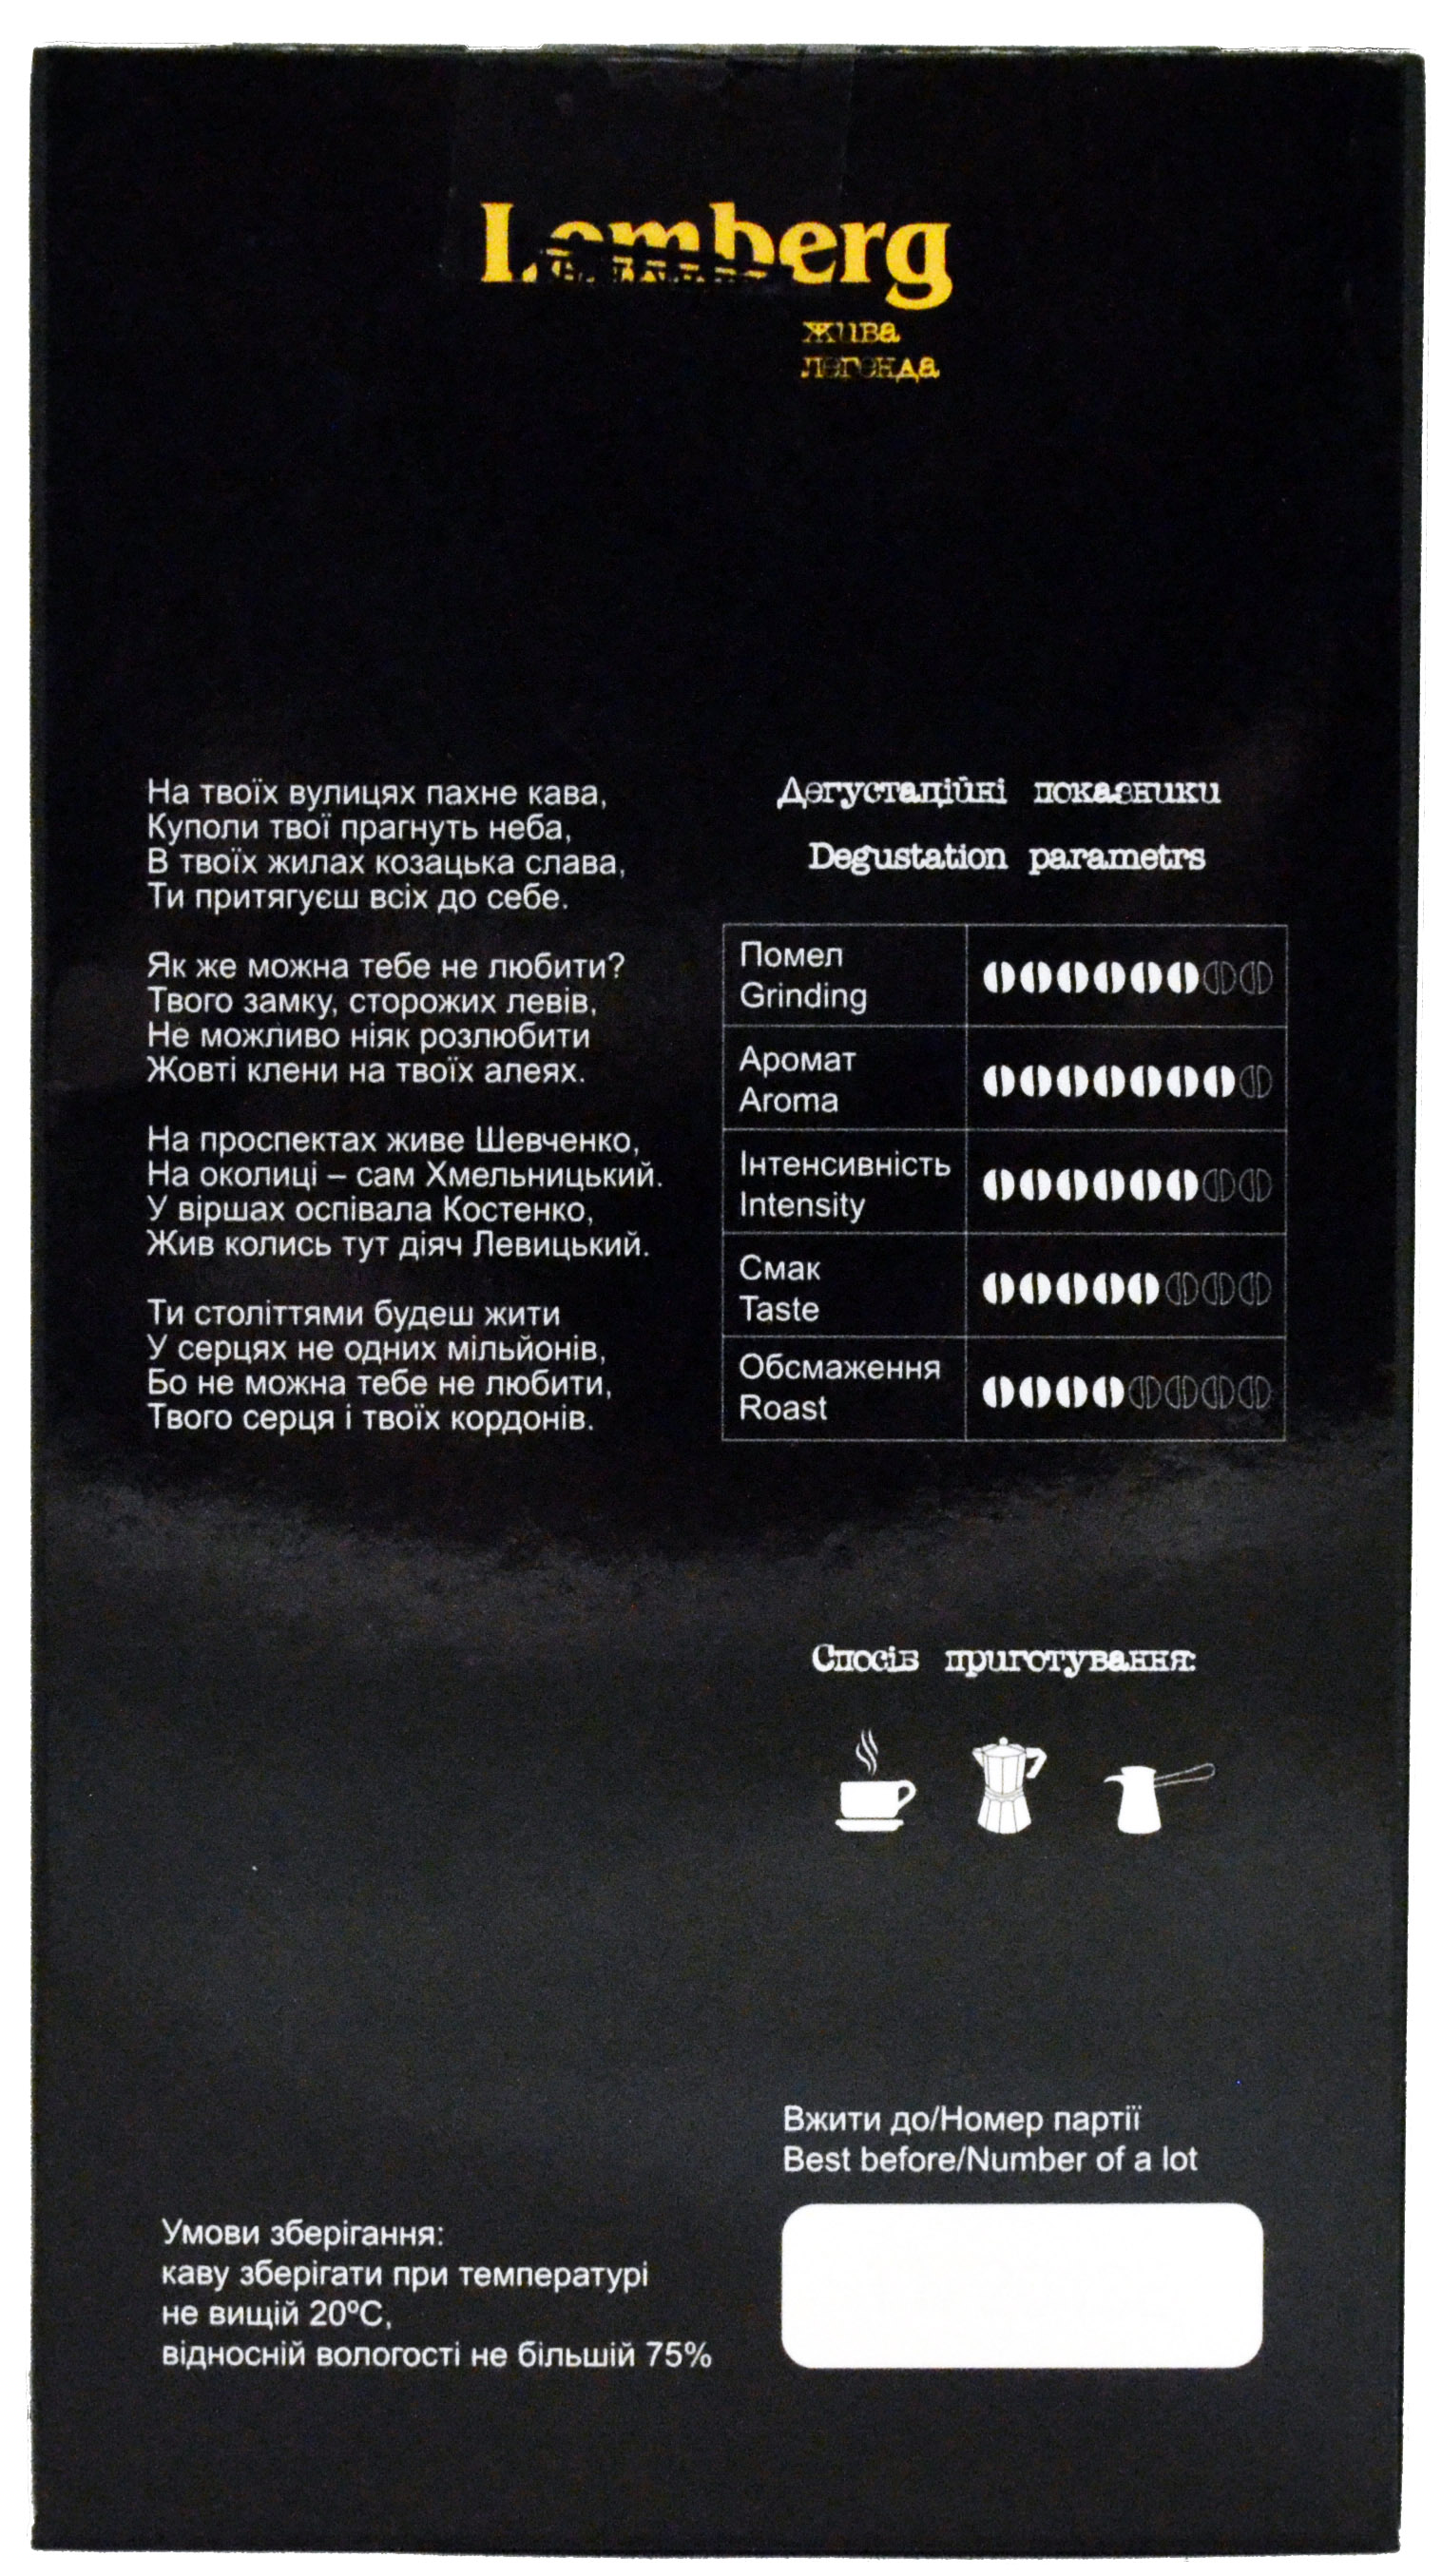 Lemberg
жива
легенда
На твоїх вулицях пахне кава,
Куполи твої прагнуть неба,
В твоїх жилах козацька слава,
Ти притягуєш всіх до себе.
Як же можна тебе не любити?
Твого замку, сторожих левів,
Не можливо ніяк розлюбити
Жовті клени на твоїх алеях.
На проспектах живе Шевченко,
На околиці – сам Хмельницький.
У віршах оспівала Костенко,
Жив колись тут діяч Левицький.
Ти століттями будеш жити
У серцях не одних мільйонів,
Бо не можна тебе не любити,
Твого серця і твоїх кордонів.
Дегустаційні показники
Degustation parametrs
Помел
Grinding
Аромат
Aroma
Інтенсивність
Intensity
Смак
Taste
Обсмаження
Roast
Спосіб приготування:
Вжити до/Номер партії
Best before/Number of a lot
Умови зберігання:
каву зберігати при температурі
не вищій 20ºС,
відносній вологості не більшій 75%